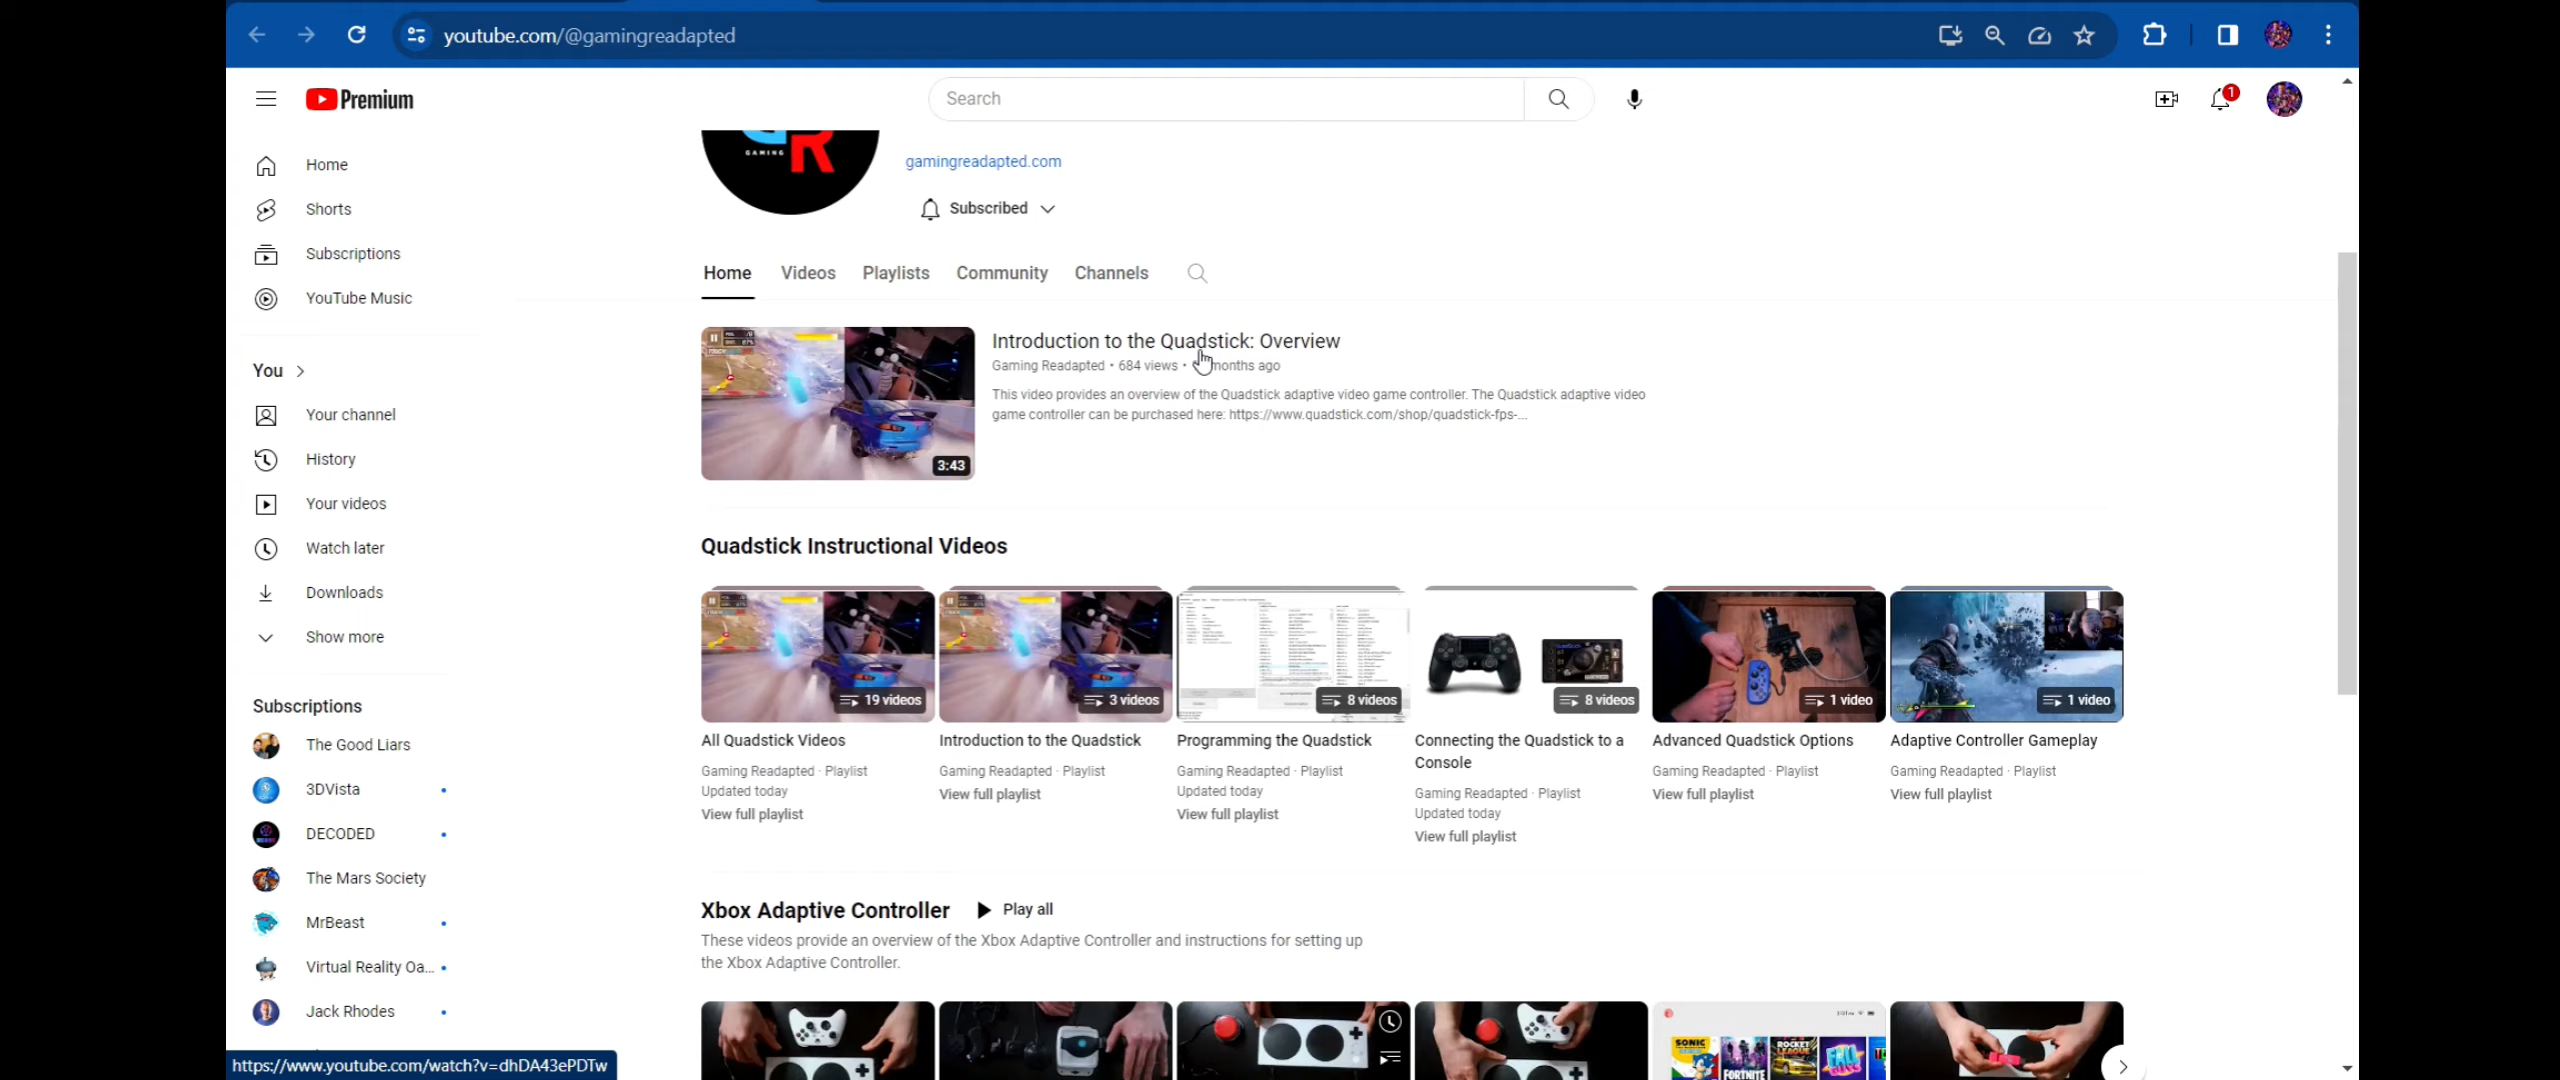 youtube.com/@gamingreadapted
Premium
Search
1
GAMING
R
gamingreadapted.com
Subscribed
Home
Shorts
Subscriptions
YouTube Music
You
Your channel
History
Your videos
Watch later
Downloads
Show more
Subscriptions
The Good Liars
3DVista
DECODED
The Mars Society
MrBeast
Virtual Reality Oa...
Jack Rhodes
Home Videos Playlists Community Channels
Introduction to the Quadstick: Overview
Gaming Readapted • 684 views • months ago
This video provides an overview of the Quadstick adaptive video game controller. The Quadstick adaptive video
game controller can be purchased here: https://www.quadstick.com/shop/quadstick-fps-...
3:43
Quadstick Instructional Videos
19 videos
3 videos
8 videos
8 videos
1 video
1 video
All Quadstick Videos
Gaming Readapted · Playlist
Updated today
View full playlist
Introduction to the Quadstick
Gaming Readapted · Playlist
View full playlist
Programming the Quadstick
Gaming Readapted · Playlist
Updated today
View full playlist
Connecting the Quadstick to a
Console
Gaming Readapted · Playlist
Updated today
View full playlist
Advanced Quadstick Options
Gaming Readapted · Playlist
View full playlist
Adaptive Controller Gameplay
Gaming Readapted · Playlist
View full playlist
Xbox Adaptive Controller Play all
These videos provide an overview of the Xbox Adaptive Controller and instructions for setting up
the Xbox Adaptive Controller.
SONIC
FORTNITE
ROCKET
LEAGUE
FALL
https://www.youtube.com/watch?v=dhDA43ePDTw